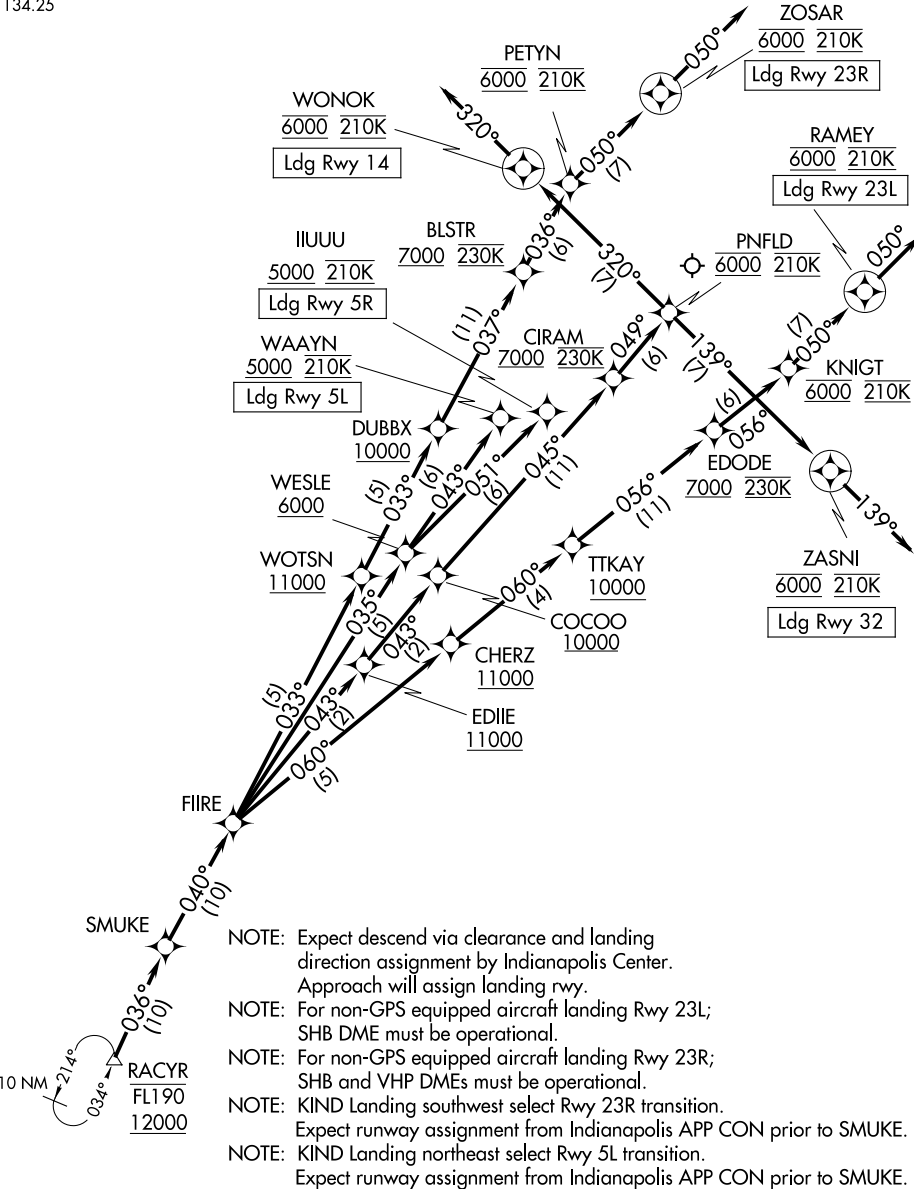 134.25
ZOSAR
6000 210K
Ldg Rwy 23R
050°
PETYN
6000 210K
WONOK
6000 210K
Ldg Rwy 14
320°
050°
(7)
RAMEY
6000 210K
Ldg Rwy 23L
050°
BLSTR
7000 230K
036°
(6)
IIUUU
5000 210K
Ldg Rwy 5R
320°
(7)
PNFLD
6000 210K
(11)
037°
CIRAM
7000 230K
049°
(6)
139°
(7)
(7)
050°
WAAYN
5000 210K
Ldg Rwy 5L
KNIGT
6000 210K
DUBBX
10000
(6)
056°
EDODE
7000 230K
045°
(11)
WESLE
6000
(5)
033°
(6)
043°
051°
(6)
056°
(11)
139°
WOTSN
11000
TTKAY
10000
ZASNI
6000 210K
Ldg Rwy 32
035°
(5)
043°
(2)
060°
(4)
COCOO
10000
CHERZ
11000
(5)
033°
043°
(2)
EDIIE
11000
060°
(5)
FIIRE
040°
(10)
SMUKE
036°
(10)
10 NM
214°
034°
RACYR
FL190
12000
NOTE: Expect descend via clearance and landing
direction assignment by Indianapolis Center.
Approach will assign landing rwy.
NOTE: For non-GPS equipped aircraft landing Rwy 23L;
SHB DME must be operational.
NOTE: For non-GPS equipped aircraft landing Rwy 23R;
SHB and VHP DMEs must be operational.
NOTE: KIND Landing southwest select Rwy 23R transition.
Expect runway assignment from Indianapolis APP CON prior to SMUKE.
NOTE: KIND Landing northeast select Rwy 5L transition.
Expect runway assignment from Indianapolis APP CON prior to SMUKE.